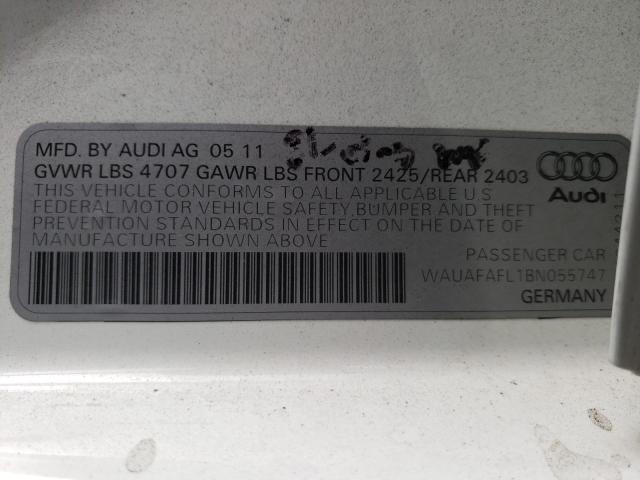 MFD. BY AUDI AG 05 11
GVWR LBS 4707 GAWR LBS FRONT 2425/REAR 2403
THIS VEHICLE CONFORMS TO ALL APPLICABLE U.S
FEDERAL MOTOR VEHICLE SAFETY,BUMPER AND THEFT
PREVENTION STANDARDS IN EFFECT ON THE DATE OF
MANUFACTURE SHOWN ABOVE
Audi
PASSENGER CAR
WAUAFAFL1BN055747
GERMANY